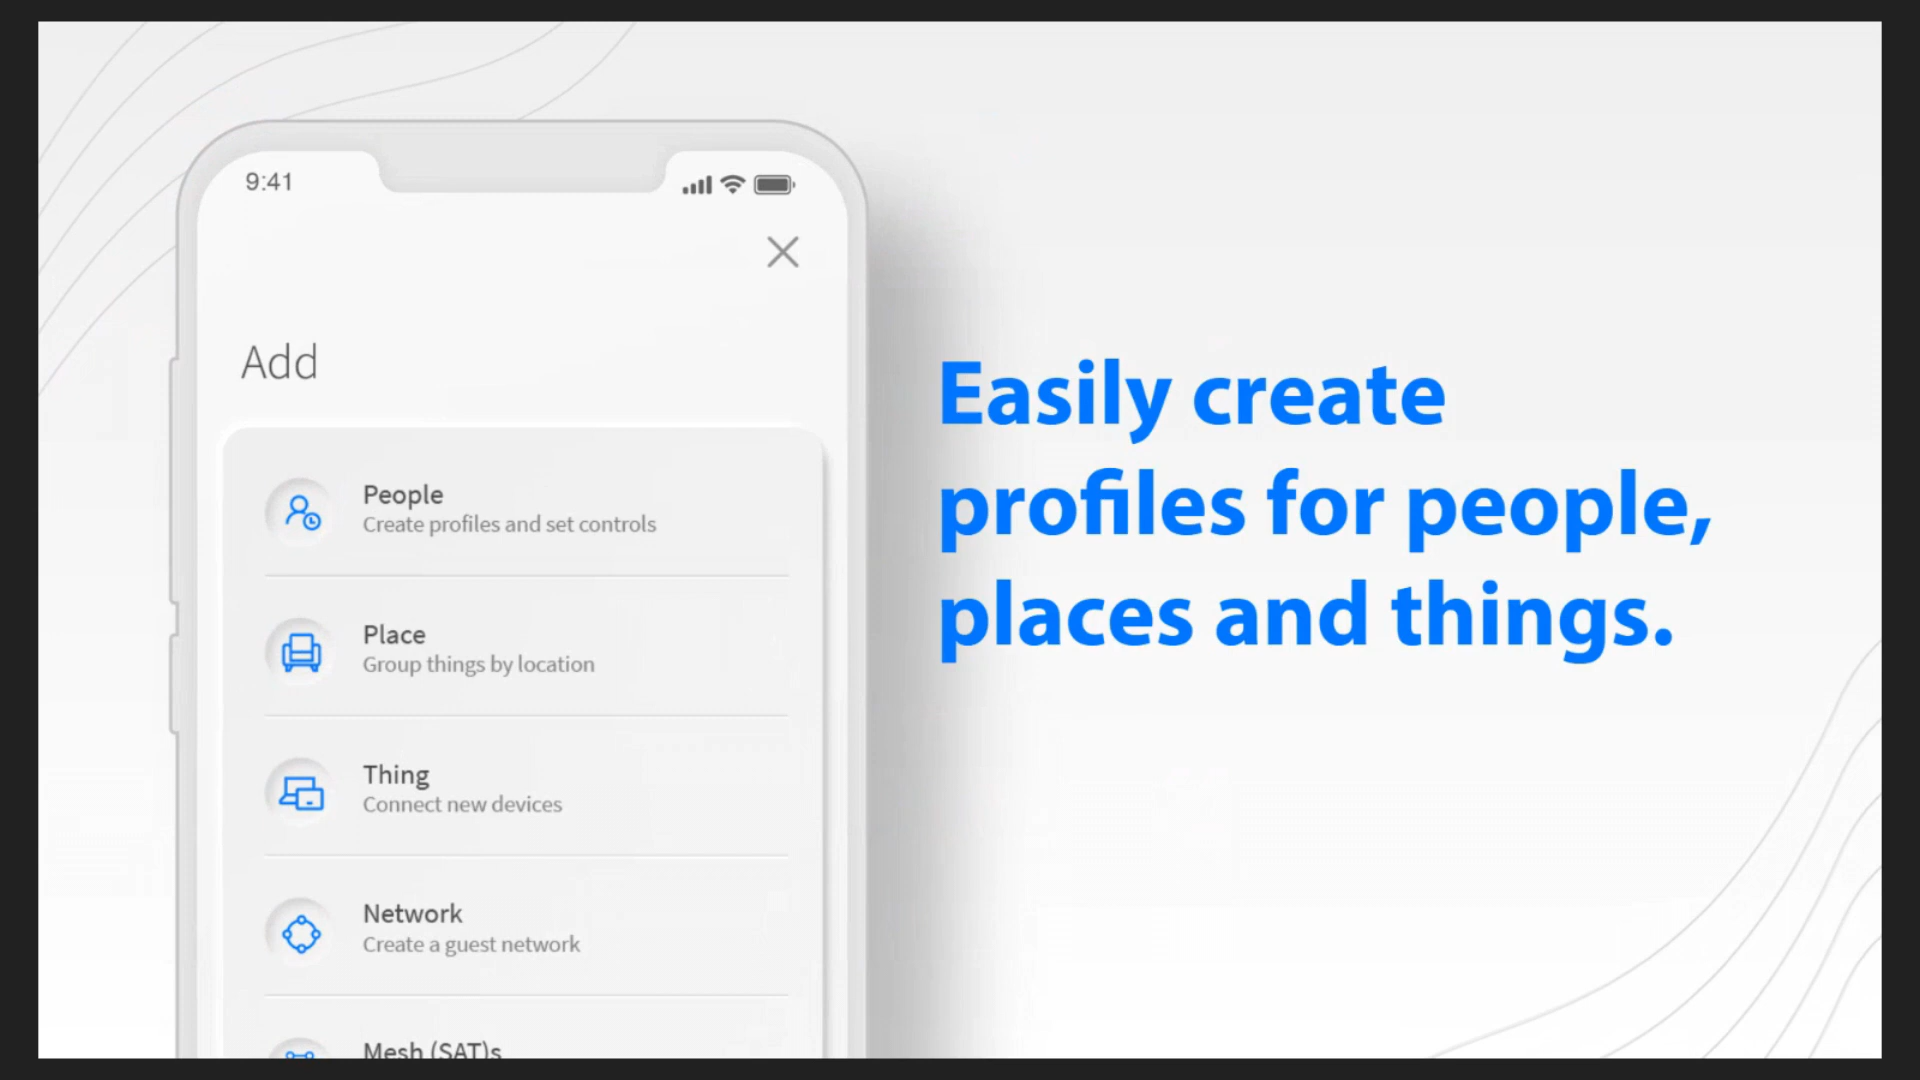 9:41
Add
People
Create profiles and set controls
Place
Group things by location
Thing
Connect new devices
Network
Create a guest network
Mesh (SAT)s
Easily create
profiles for people,
places and things.